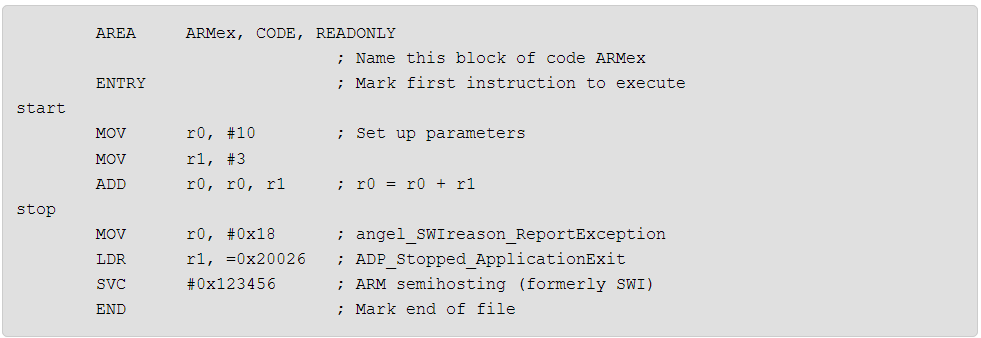 AREA     ARMex, CODE, READONLY
                                ; Name this block of code ARMex
        ENTRY                   ; Mark first instruction to execute
start
        MOV      r0, #10        ; Set up parameters
        MOV      r1, #3
        ADD      r0, r0, r1     ; r0 = r0 + r1
stop
        MOV      r0, #0x18      ; angel_SWIreason_ReportException
        LDR      r1, =0x20026   ; ADP_Stopped_ApplicationExit
        SVC      #0x123456      ; ARM semihosting (formerly SWI)
        END                     ; Mark end of file